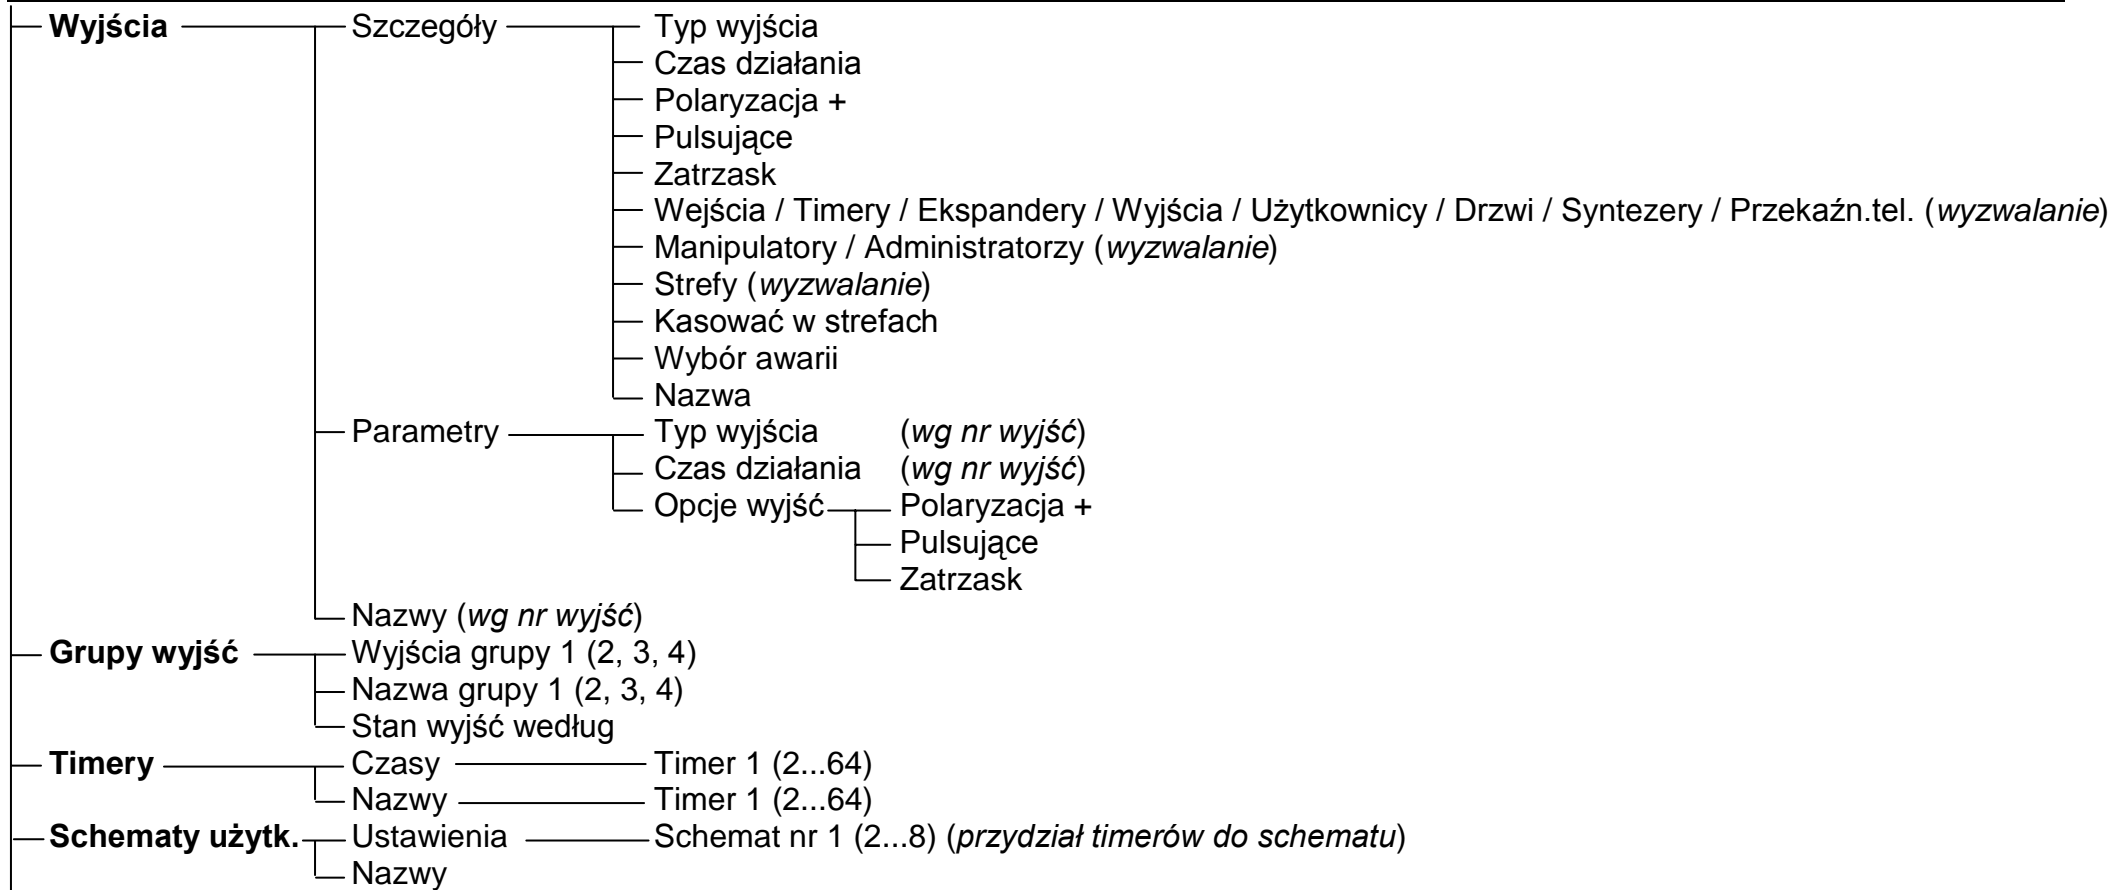 Wyjścia Szczegóły Typ wyjścia
Czas działania
Polaryzacja +
Pulsujące
Zatrzask
Wejścia / Timery / Ekspandery / Wyjścia / Użytkownicy / Drzwi / Syntezery / Przekaźn.tel. (wyzwalanie)
Manipulatory / Administratorzy (wyzwalanie)
Strefy (wyzwalanie)
Kasować w strefach
Wybór awarii
Nazwa
Parametry Typ wyjścia (wg nr wyjść)
Czas działania (wg nr wyjść)
Opcje wyjść Polaryzacja +
Pulsujące
Zatrzask
Nazwy (wg nr wyjść)
Grupy wyjść Wyjścia grupy 1 (2, 3, 4)
Nazwa grupy 1 (2, 3, 4)
Stan wyjść według
Timery Czasy Timer 1 (2...64)
Nazwy Timer 1 (2...64)
Schematy użytk. Ustawienia Schemat nr 1 (2...8) (przydział timerów do schematu)
Nazwy